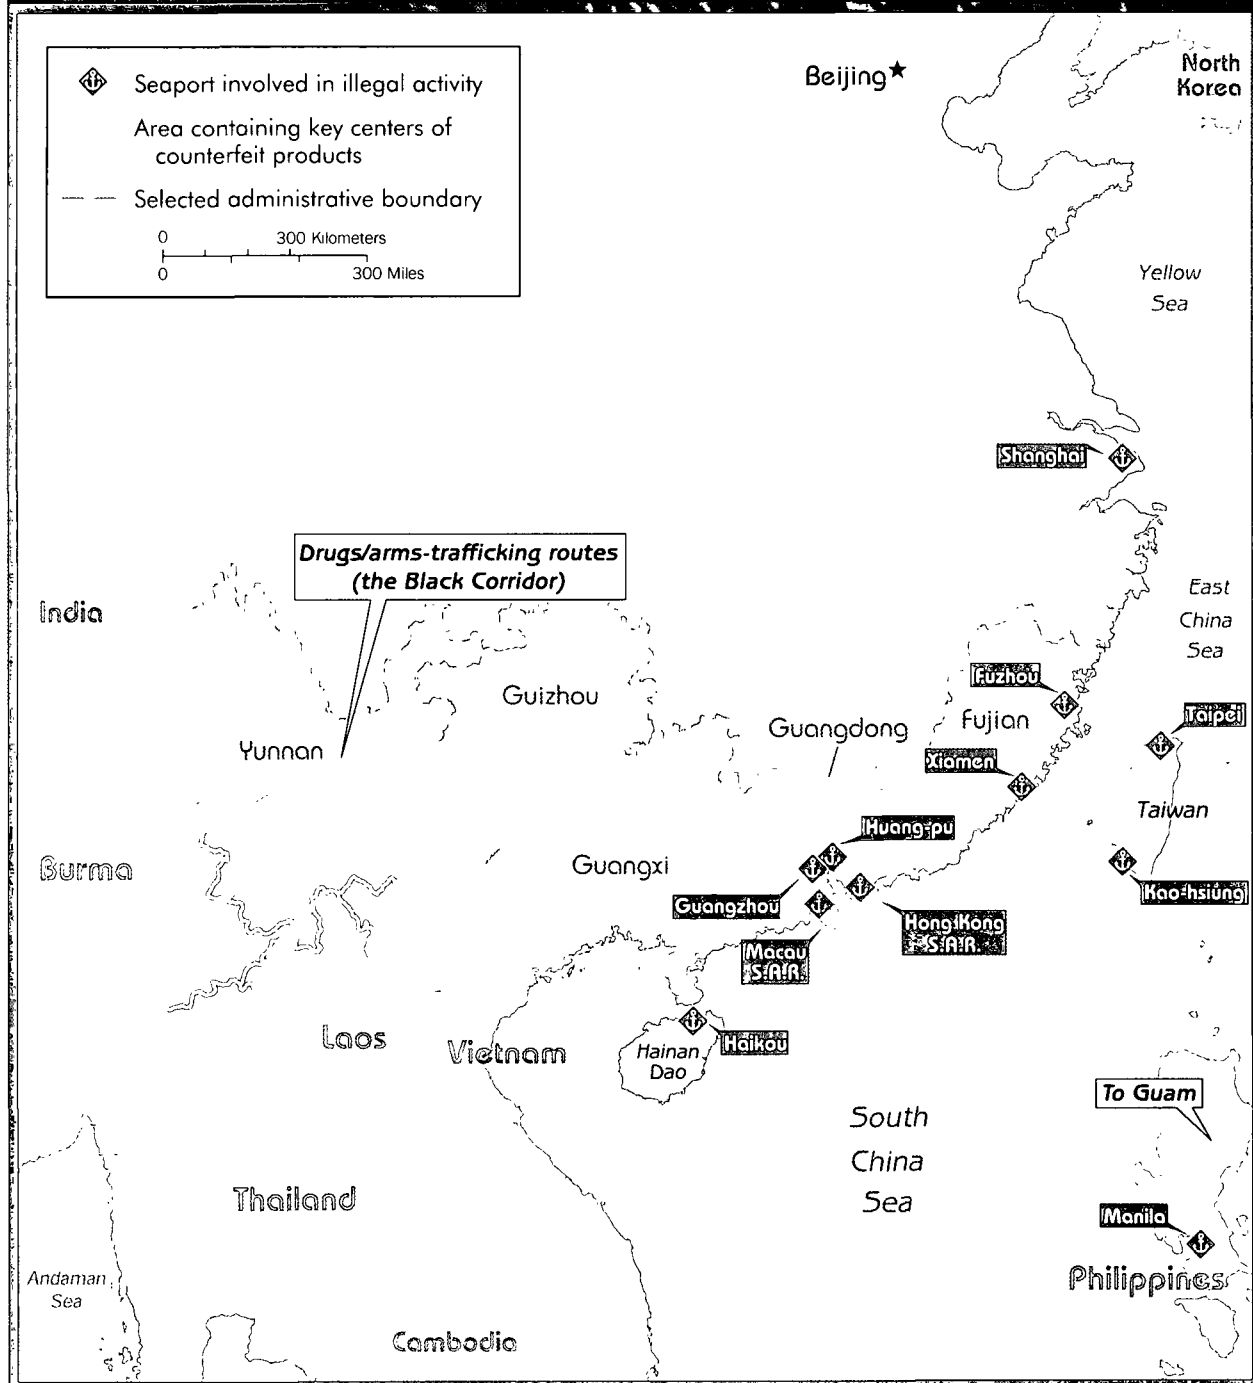 Seaport involved in illegal activity
Area containing key centers of
counterfeit products
Selected administrative boundary
0 300 Kilometers
0 300 Miles
Beijing
North
Korea
Yellow
Sea
Shanghai
Drugs/arms-trafficking routes
(the Black Corridor)
India
East
China
Sea
Fuzhou
Guizhou
Fujian
Taipei
Guangdong
Yunnan
Xiamen
Taiwan
Huang-pu
Burma
Guangxi
Kao-hsiung
Guangzhou
Hong Kong
S.A.R.
Macau
S.A.R.
Laos
Vietnam
Haikou
Hainan
Dao
To Guam
South
China
Sea
Thailand
Manila
Andaman
Sea
Philippines
Cambodia